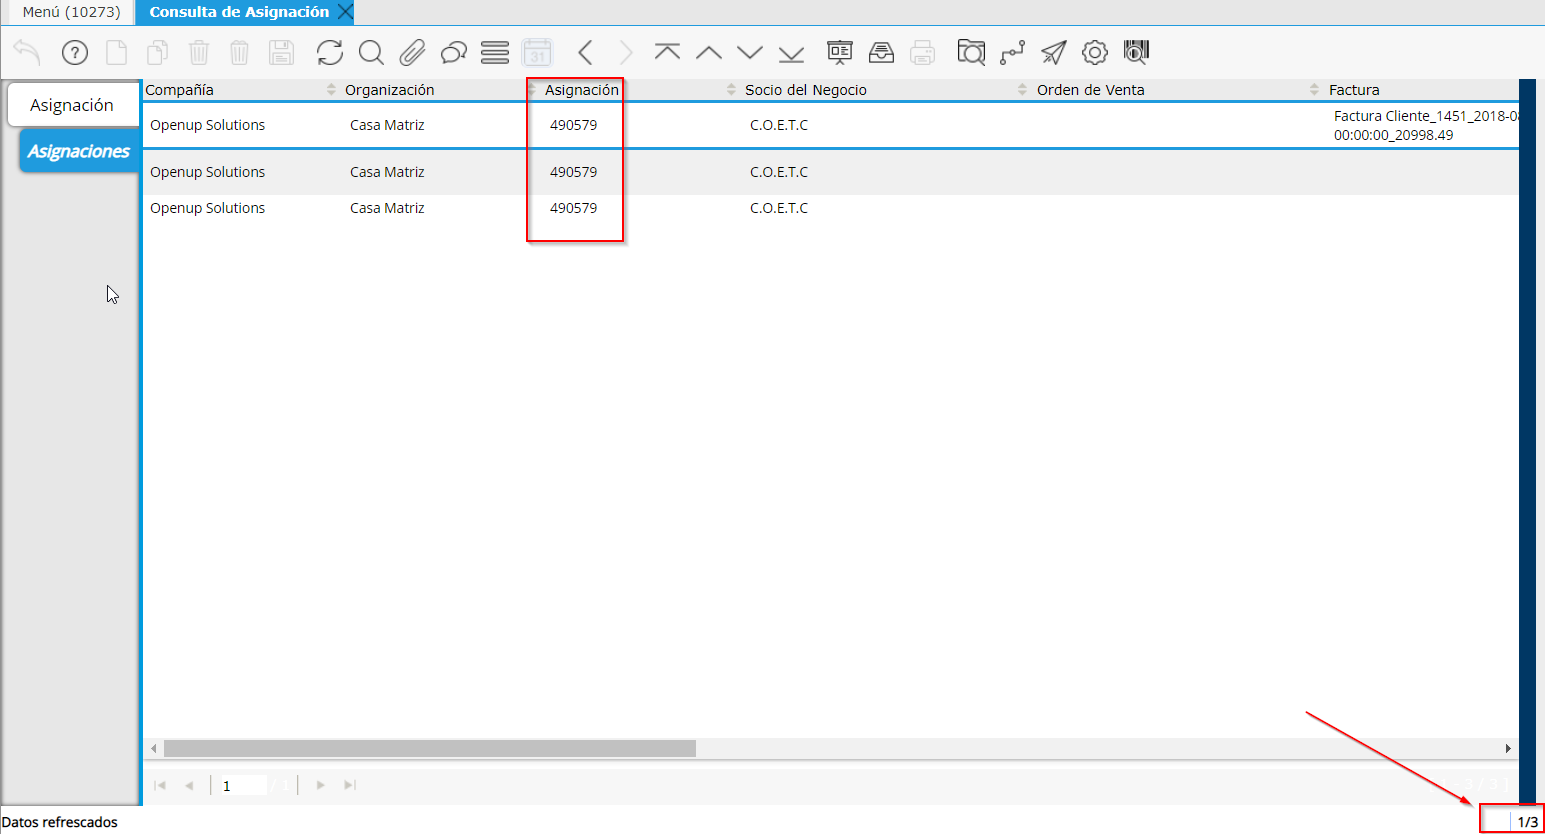 Menú (10273)
Consulta de Asignación
31
Asignación
Asignaciones
Compañía Organización Asignación Socio del Negocio Orden de Venta Factura
Openup Solutions Casa Matriz 490579 C.O.E.T.C Factura Cliente_1451_2018-0
00:00:00_20998.49
Openup Solutions Casa Matriz 490579 C.O.E.T.C
Openup Solutions Casa Matriz 490579 C.O.E.T.C
1 / 1
Datos refrescados
1/3